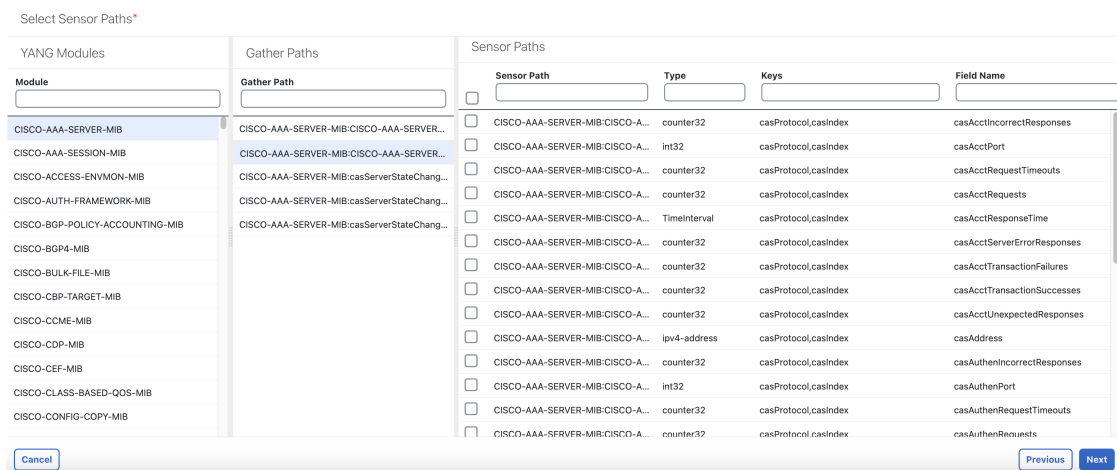 Select Sensor Paths*
YANG Modules
Gather Paths
Sensor Paths
Module
Gather Path
Sensor Path Type Keys Field Name
CISCO-AAA-SERVER-MIB
CISCO-AAA-SESSION-MIB
CISCO-ACCESS-ENVMON-MIB
CISCO-AUTH-FRAMEWORK-MIB
CISCO-BGP-POLICY-ACCOUNTING-MIB
CISCO-BGP4-MIB
CISCO-BULK-FILE-MIB
CISCO-CBP-TARGET-MIB
CISCO-CCME-MIB
CISCO-CDP-MIB
CISCO-CEF-MIB
CISCO-CLASS-BASED-QOS-MIB
CISCO-CONFIG-COPY-MIB
CISCO-AAA-SERVER-MIB:CISCO-AAA-SERVER...
CISCO-AAA-SERVER-MIB:CISCO-AAA-SERVER...
CISCO-AAA-SERVER-MIB:casServerStateChang...
CISCO-AAA-SERVER-MIB:casServerStateChang...
CISCO-AAA-SERVER-MIB:casServerStateChang...
CISCO-AAA-SERVER-MIB:CISCO-A... counter32 casProtocol,casIndex casAcctIncorrectResponses
CISCO-AAA-SERVER-MIB:CISCO-A... int32 casProtocol,casIndex casAcctPort
CISCO-AAA-SERVER-MIB:CISCO-A... counter32 casProtocol,casIndex casAcctRequestTimeouts
CISCO-AAA-SERVER-MIB:CISCO-A... counter32 casProtocol,casIndex casAcctRequests
CISCO-AAA-SERVER-MIB:CISCO-A... TimeInterval casProtocol,casIndex casAcctResponseTime
CISCO-AAA-SERVER-MIB:CISCO-A... counter32 casProtocol,casIndex casAcctServerErrorResponses
CISCO-AAA-SERVER-MIB:CISCO-A... counter32 casProtocol,casIndex casAcctTransactionFailures
CISCO-AAA-SERVER-MIB:CISCO-A... counter32 casProtocol,casIndex casAcctTransactionSuccesses
CISCO-AAA-SERVER-MIB:CISCO-A... counter32 casProtocol,casIndex casAcctUnexpectedResponses
CISCO-AAA-SERVER-MIB:CISCO-A... ipv4-address casProtocol,casIndex casAddress
CISCO-AAA-SERVER-MIB:CISCO-A... counter32 casProtocol,casIndex casAuthenIncorrectResponses
CISCO-AAA-SERVER-MIB:CISCO-A... int32 casProtocol,casIndex casAuthenPort
CISCO-AAA-SERVER-MIB:CISCO-A... counter32 casProtocol,casIndex casAuthenRequestTimeouts
CISCO-AAA-SERVER-MIB:CISCO-A... counter32 casProtocol,casIndex casAuthenRequests
Cancel
Previous
Next